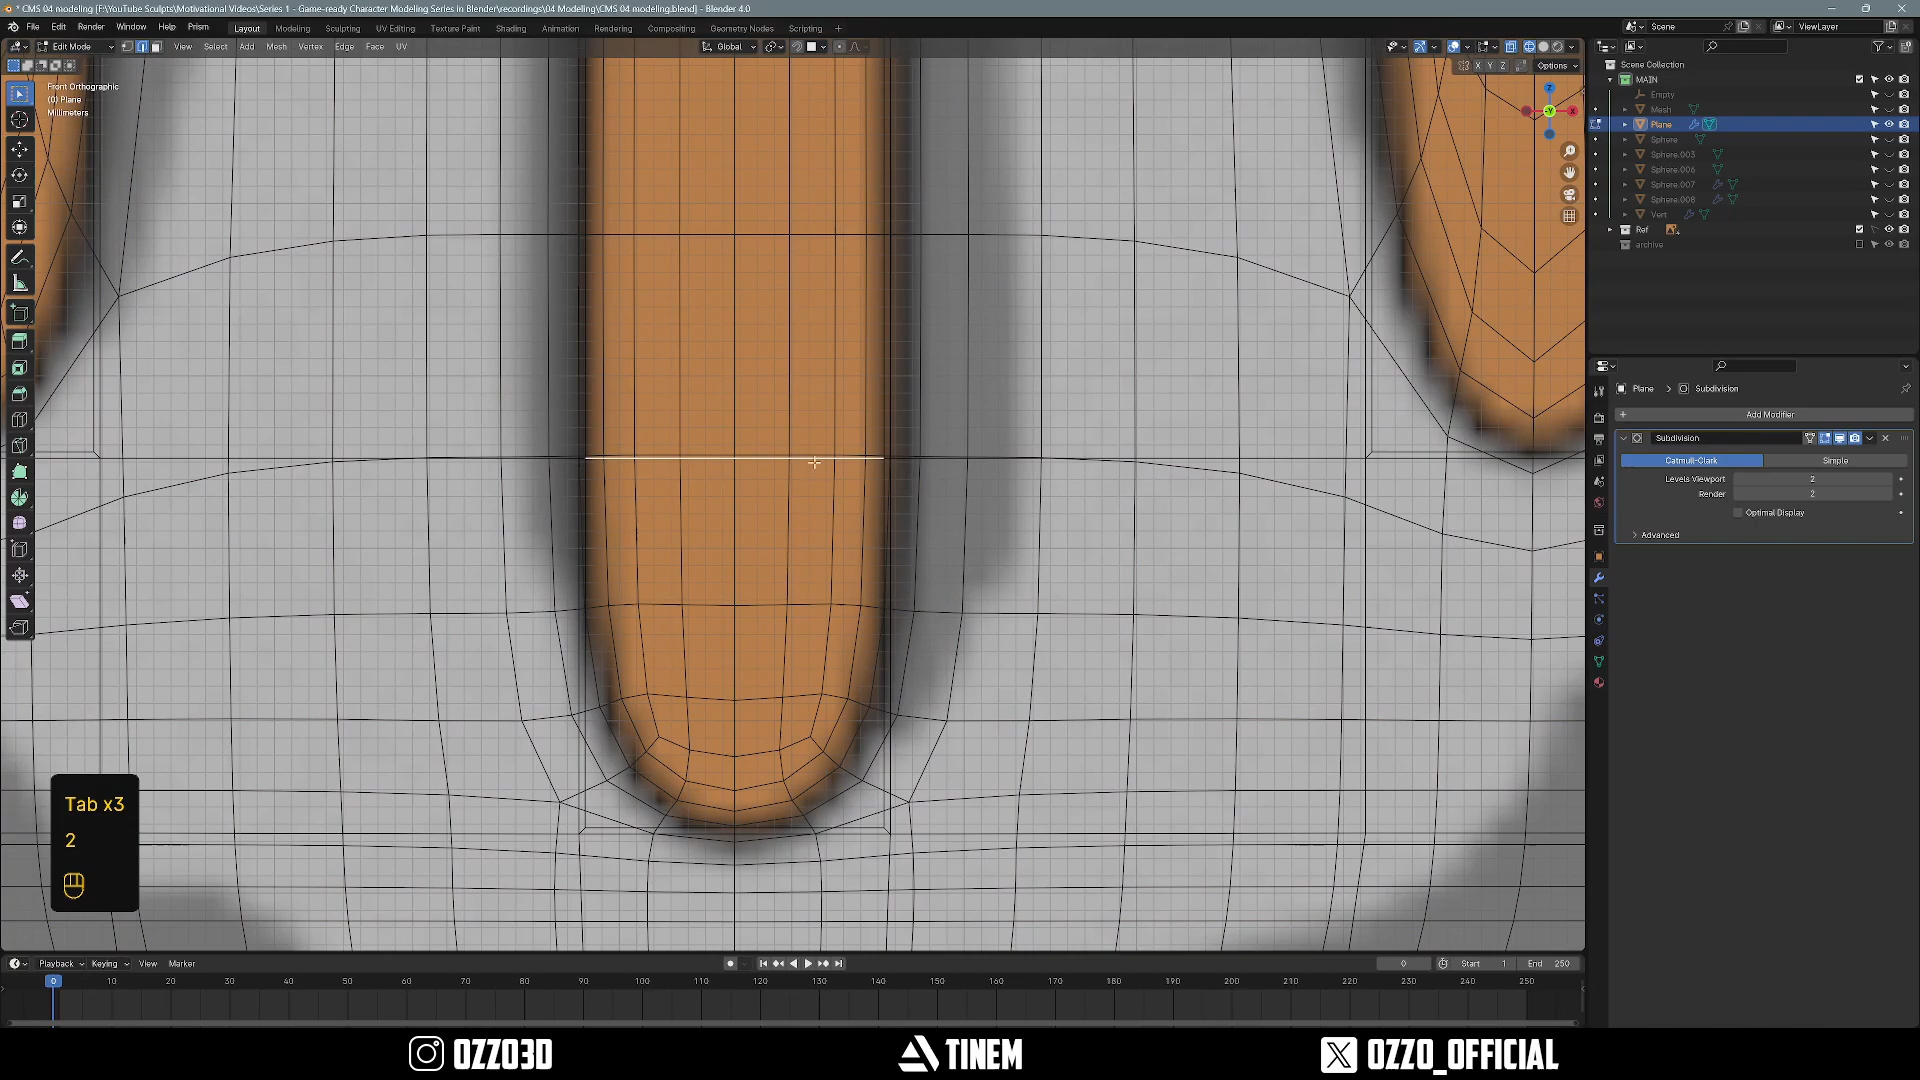 * CMS 04 modeling [F:\YouTube Sculpts\Motivational Videos\Series 1 - Game-ready Character Modeling Series in Blender\recordings\04 Modeling\CMS 04 modeling.blend] - Blender 4.0
File Edit Render Window Help Prism
Layout Modeling Sculpting UV Editing Texture Paint Shading Animation Rendering Compositing Geometry Nodes Scripting +
Scene
ViewLayer
Edit Mode View Select Add Mesh Vertex Edge Face UV
Global
X Y Z
Options
Front Orthographic
(0) Plane
Millimeters
Z
X
-Y
Scene Collection
MAIN
Empty
Mesh
Plane
Sphere
Sphere.003
Sphere.006
Sphere.007
Sphere.008
Vert
Ref
archive
Plane > Subdivision
Add Modifier
Subdivision
Catmull-Clark Simple
Levels Viewport 2
Render 2
Optimal Display
Advanced
Tab x3
2
Playback Keying View Marker
0 Start 1 End 250
0 10 20 30 40 50 60 70 80 90 100 110 120 130 140 150 160 170 180 190 200 210 220 230 240 250
OZZO3D TINEM OZZO_OFFICIAL